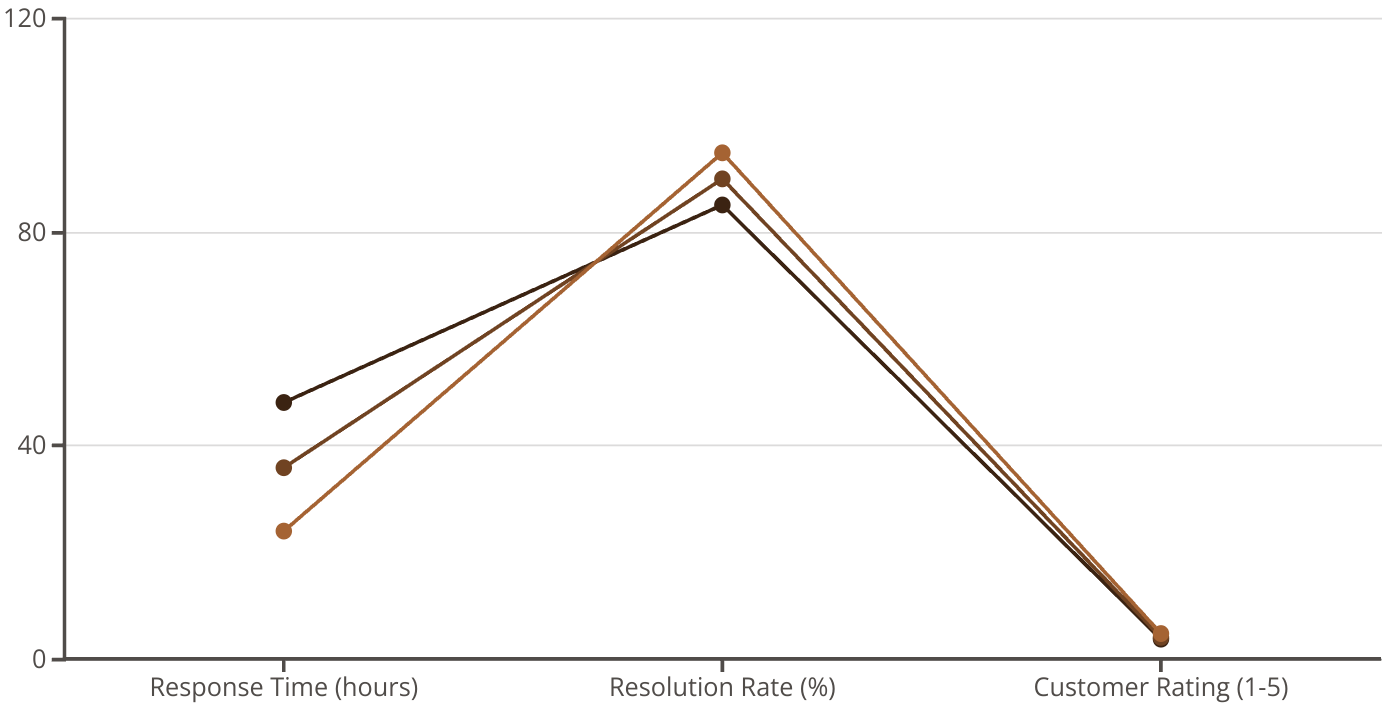 120
80
40
0
Response Time (hours)
Resolution Rate (%)
Customer Rating (1-5)